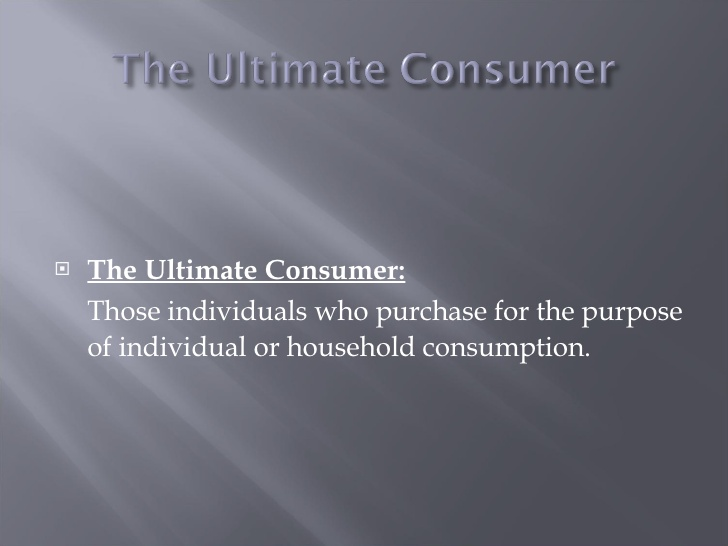 The Ultimate Consumer
The Ultimate Consumer:
Those individuals who purchase for the purpose
of individual or household consumption.